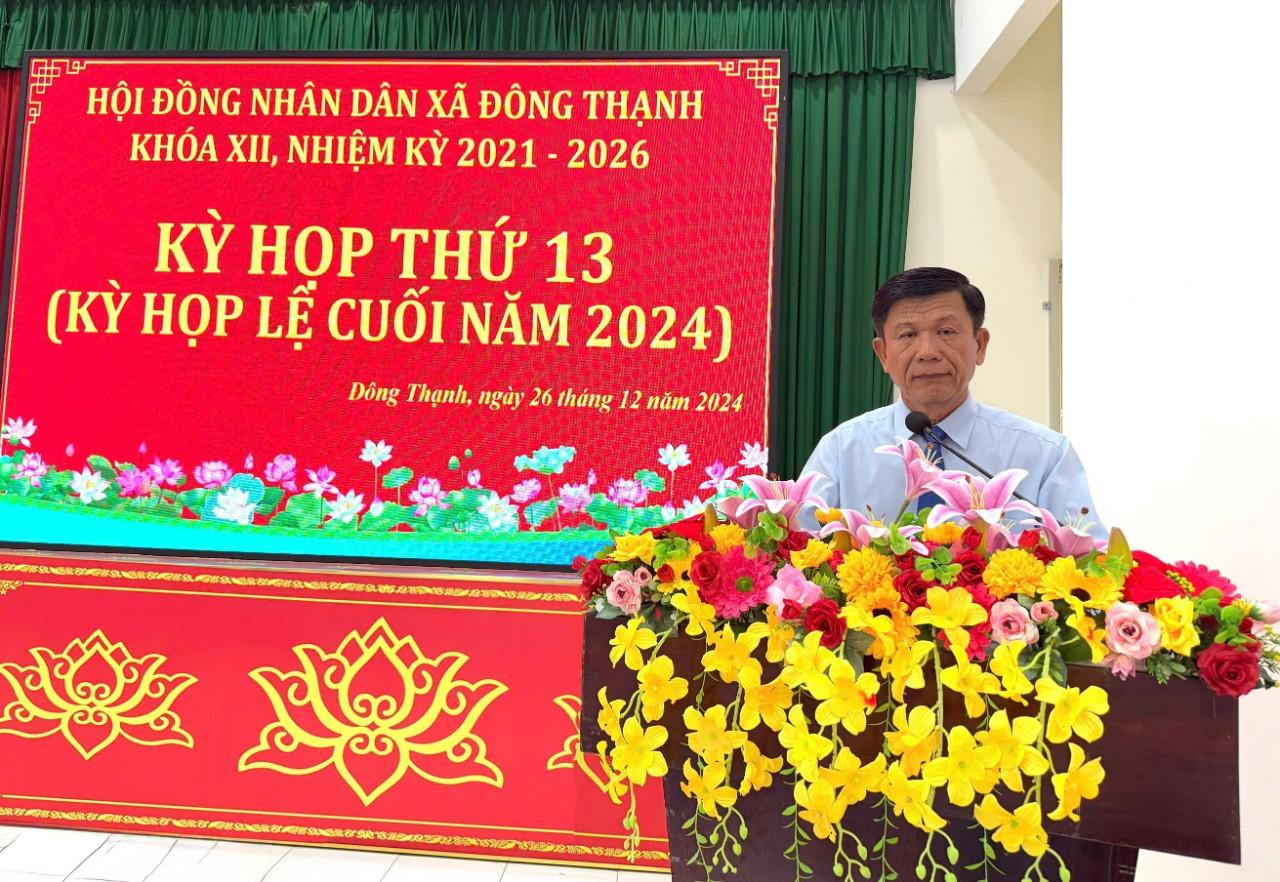 HỘI ĐỒNG NHÂN DÂN XÃ ĐÔNG THẠNH
KHÓA XII, NHIỆM KỲ 2021 - 2026
KỲ HỌP THỨ 13
(KỲ HỌP LỆ CUỐI NĂM 2024)
Đông Thạnh, ngày 26 tháng 12 năm 2024